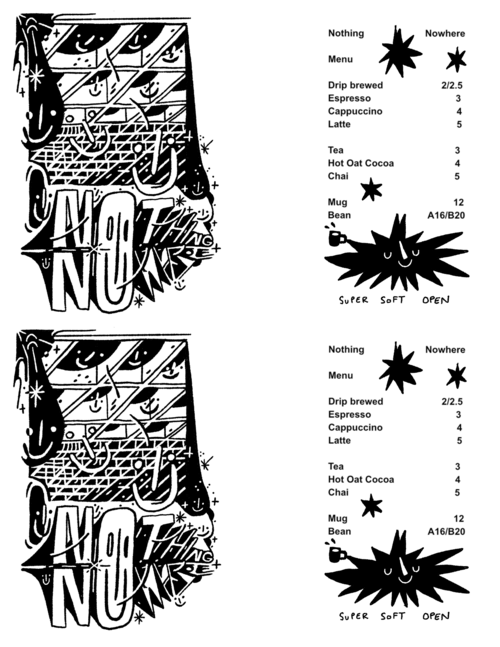 NOTHING
NOWHERE
Nothing Nowhere
Menu
Drip brewed 2/2.5
Espresso 3
Cappuccino 4
Latte 5
Tea 3
Hot Oat Cocoa 4
Chai 5
Mug 12
Bean A16/B20
SUPER SOFT OPEN
NOTHING
NOWHERE
Nothing Nowhere
Menu
Drip brewed 2/2.5
Espresso 3
Cappuccino 4
Latte 5
Tea 3
Hot Oat Cocoa 4
Chai 5
Mug 12
Bean A16/B20
SUPER SOFT OPEN